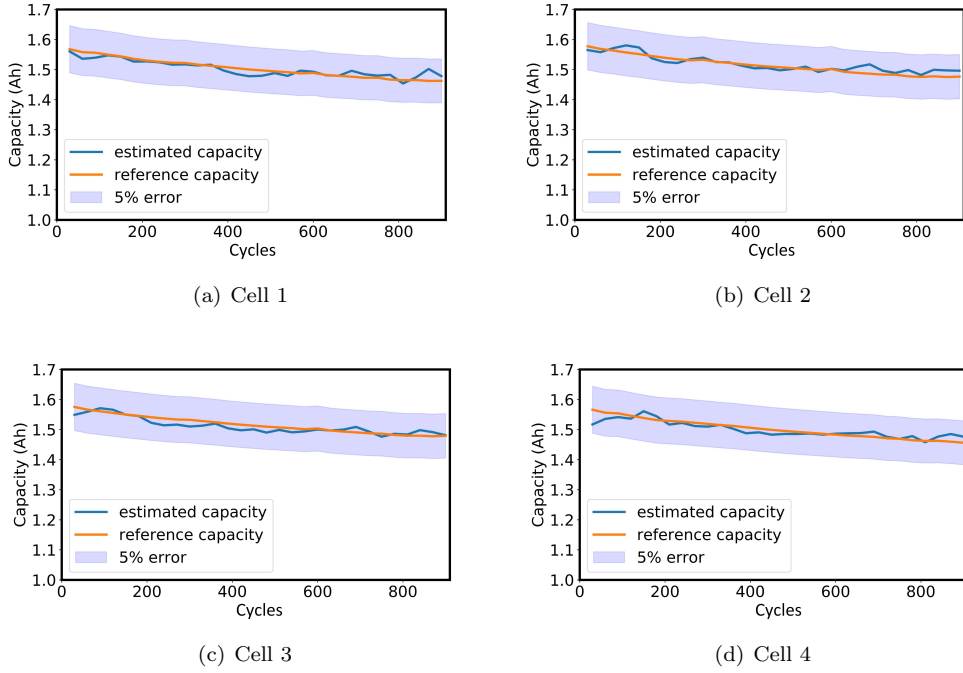 1.7
1.6
1.5
1.4
1.3
1.2
1.1
1.0
Capacity (Ah)
estimated capacity
reference capacity
5% error
0 200 400 600 800
Cycles
(a) Cell 1
1.7
1.6
1.5
1.4
1.3
1.2
1.1
1.0
Capacity (Ah)
estimated capacity
reference capacity
5% error
0 200 400 600 800
Cycles
(b) Cell 2
1.7
1.6
1.5
1.4
1.3
1.2
1.1
1.0
Capacity (Ah)
estimated capacity
reference capacity
5% error
0 200 400 600 800
Cycles
(c) Cell 3
1.7
1.6
1.5
1.4
1.3
1.2
1.1
1.0
Capacity (Ah)
estimated capacity
reference capacity
5% error
0 200 400 600 800
Cycles
(d) Cell 4